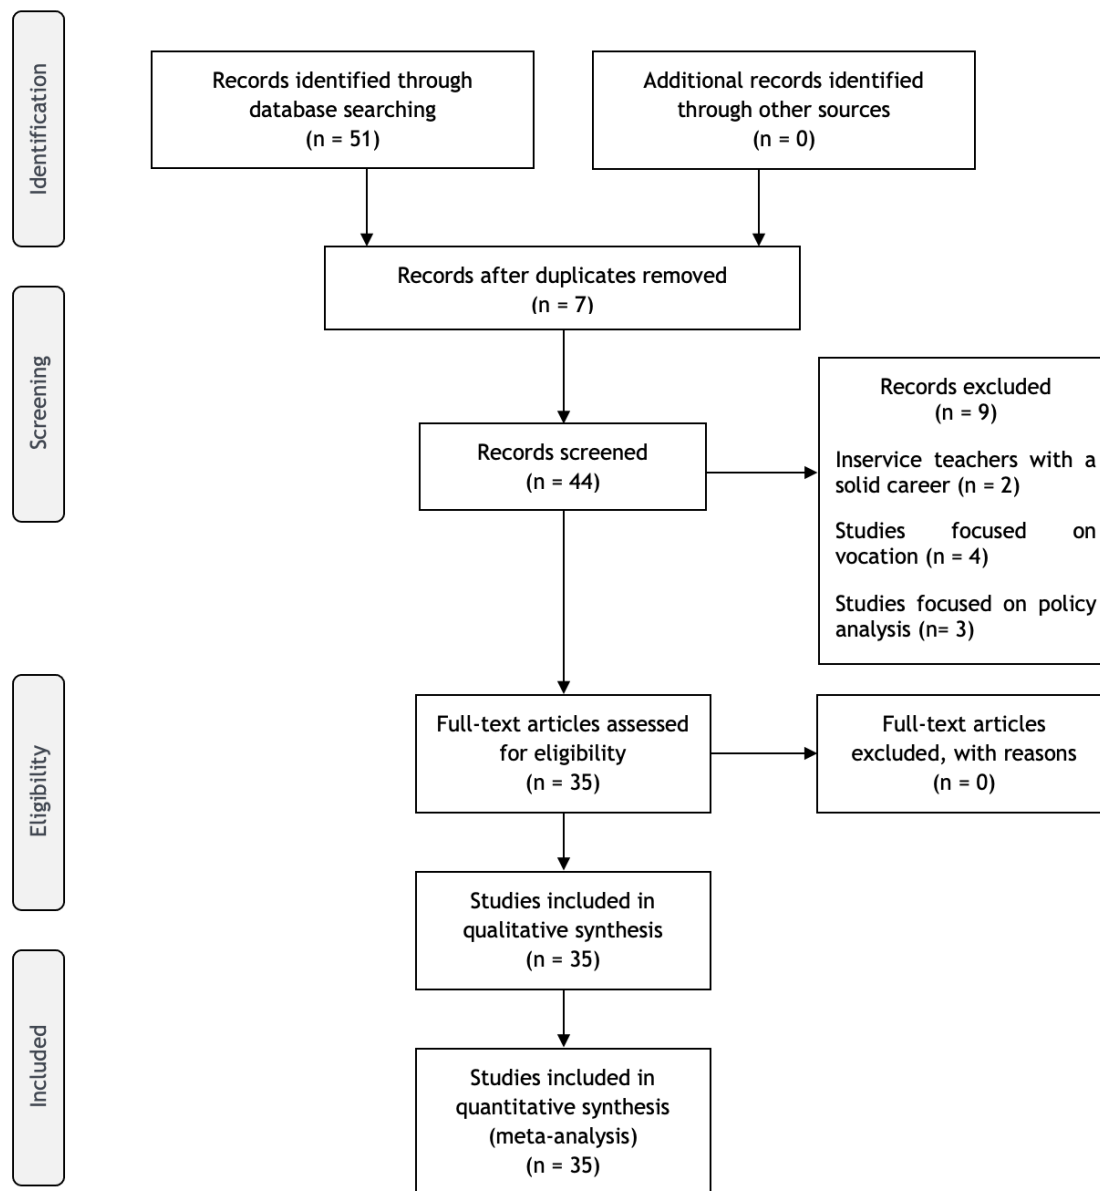 Identification
Records identified through
database searching
(n = 51)
Additional records identified
through other sources
(n = 0)
Records after duplicates removed
(n = 7)
Screening
Records screened
(n = 44)
Records excluded
(n = 9)
Inservice teachers with a
solid career (n = 2)
Studies focused on
vocation (n = 4)
Studies focused on policy
analysis (n= 3)
Eligibility
Full-text articles assessed
for eligibility
(n = 35)
Full-text articles
excluded, with reasons
(n = 0)
Studies included in
qualitative synthesis
(n = 35)
Included
Studies included in
quantitative synthesis
(meta-analysis)
(n = 35)